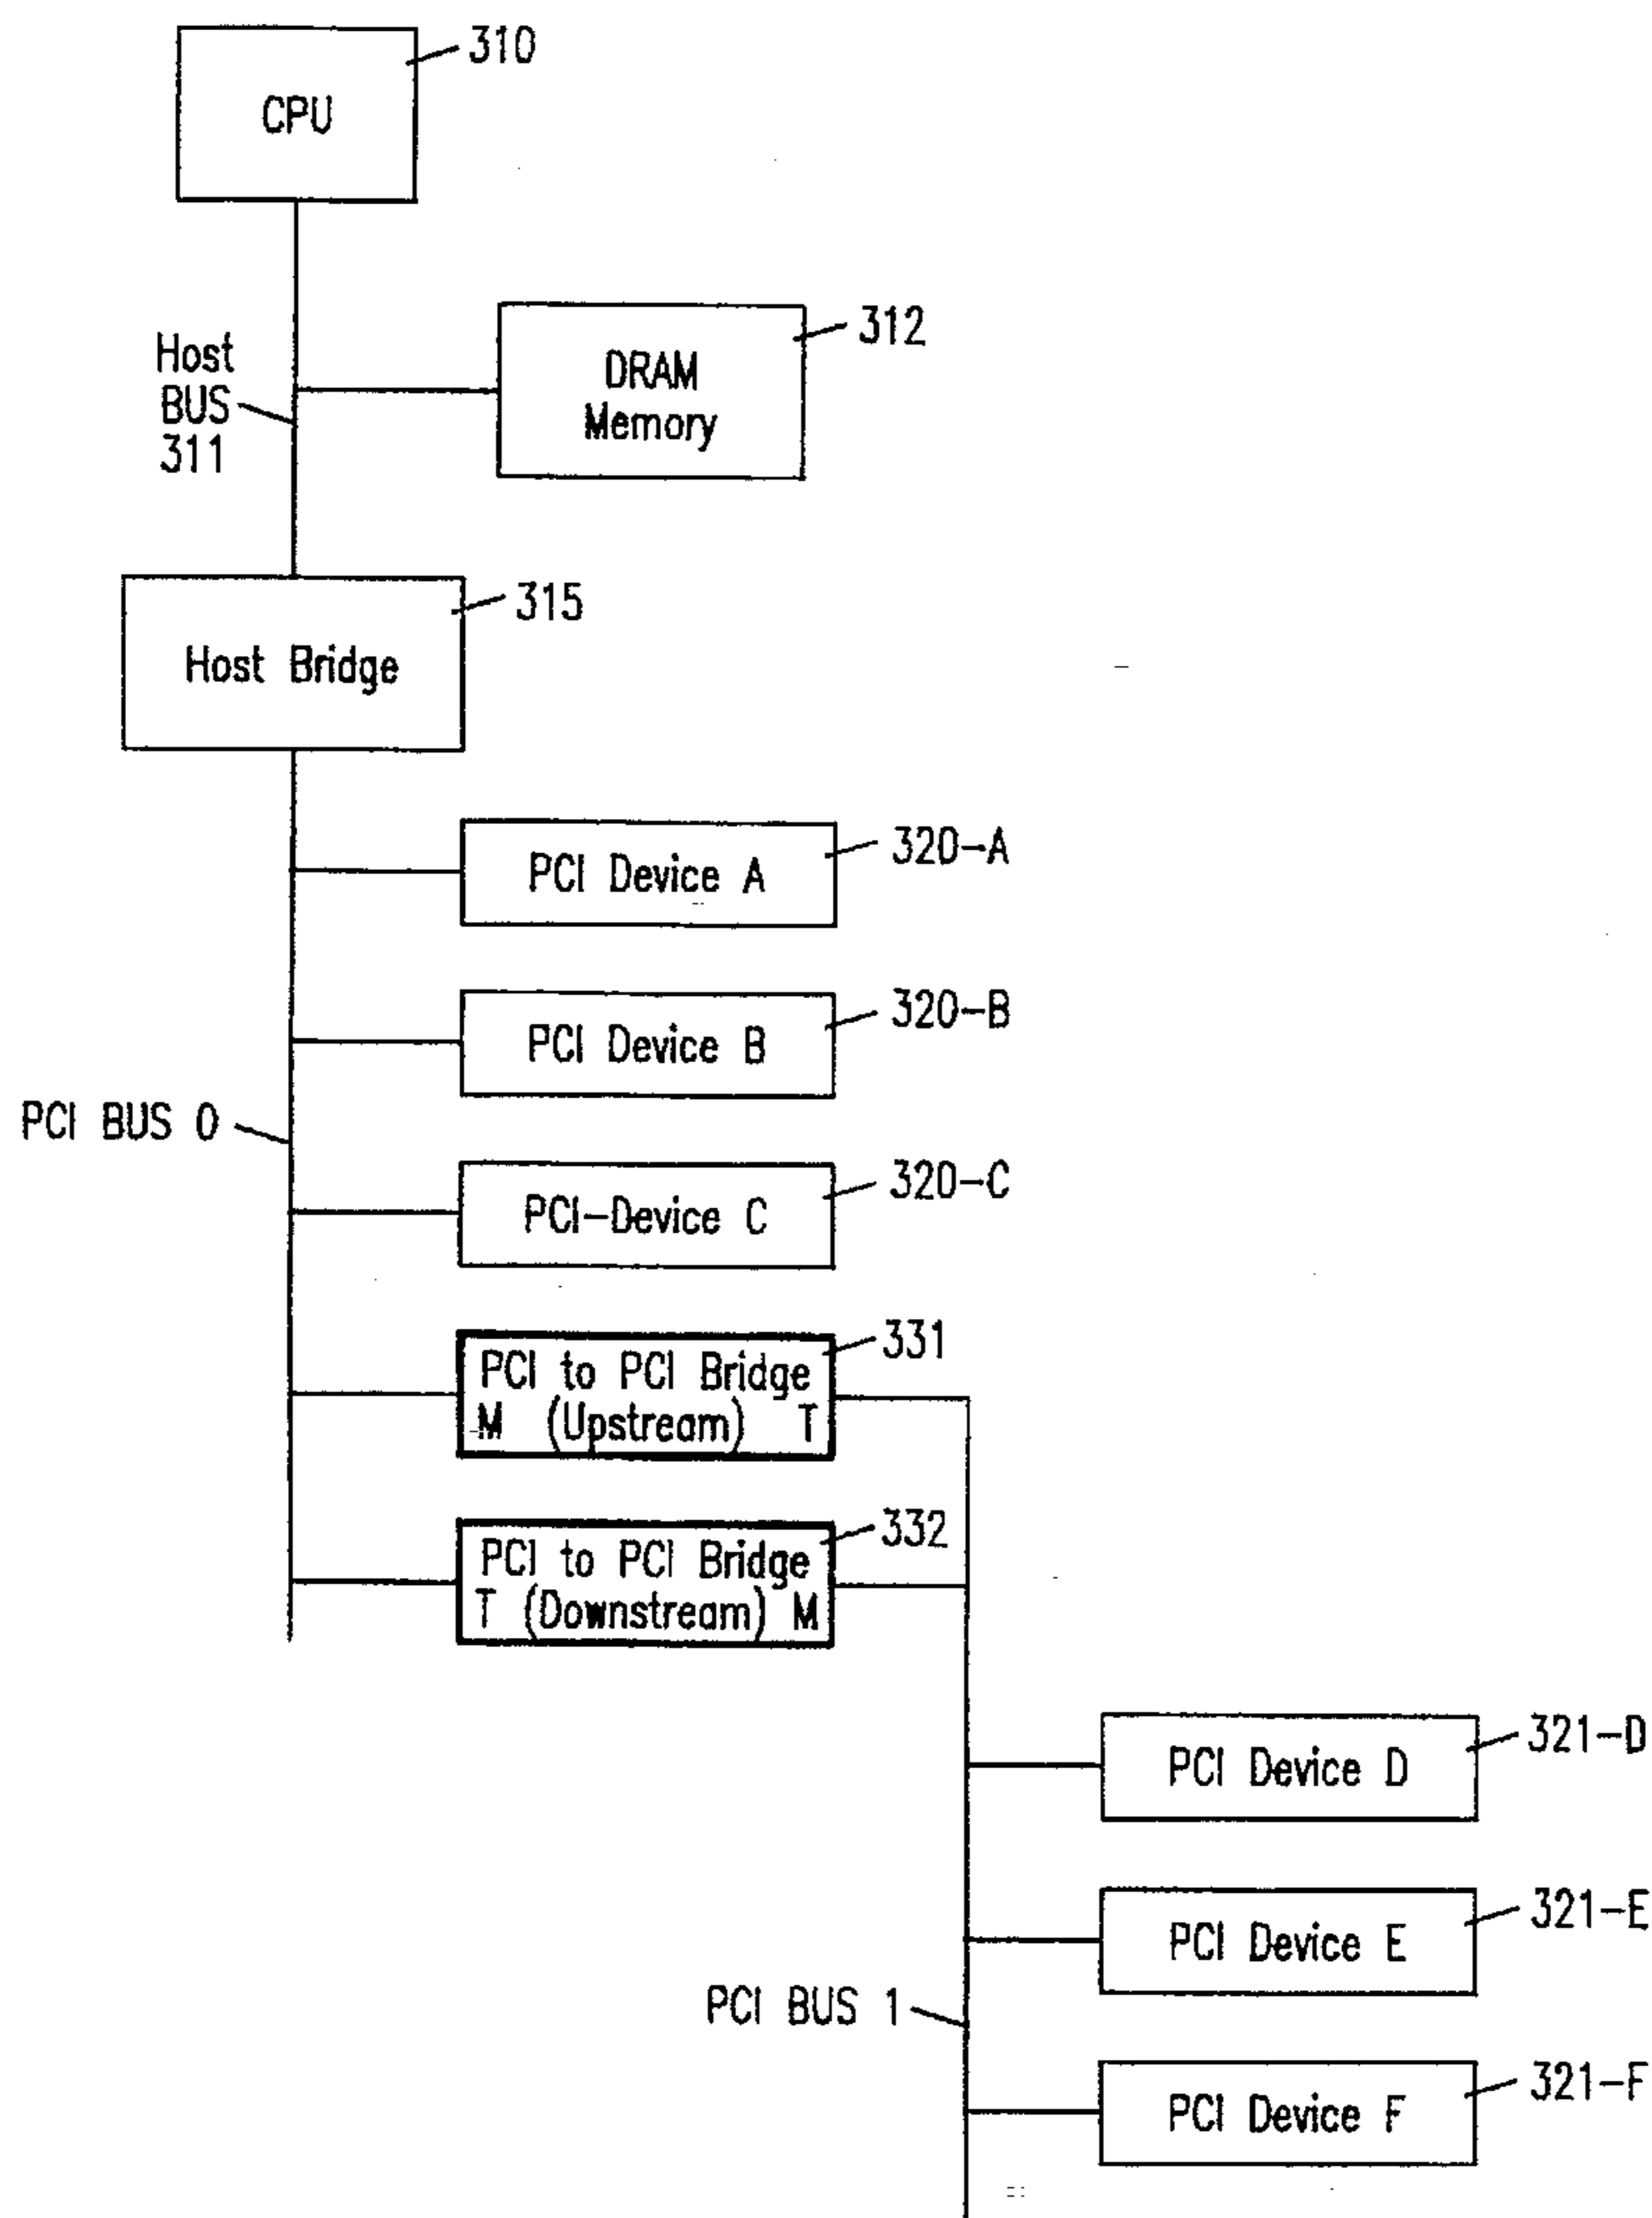 310
CPU
312
DRAM
Memory
Host
BUS
311
315
Host Bridge
320-A
PCI Device A
320-B
PCI Device B
PCI BUS 0
320-C
PCI-Device C
331
PCI to PCI Bridge
M (Upstream) T
332
PCI to PCI Bridge
T (Downstream) M
321-D
PCI Device D
321-E
PCI Device E
PCI BUS 1
321-F
PCI Device F